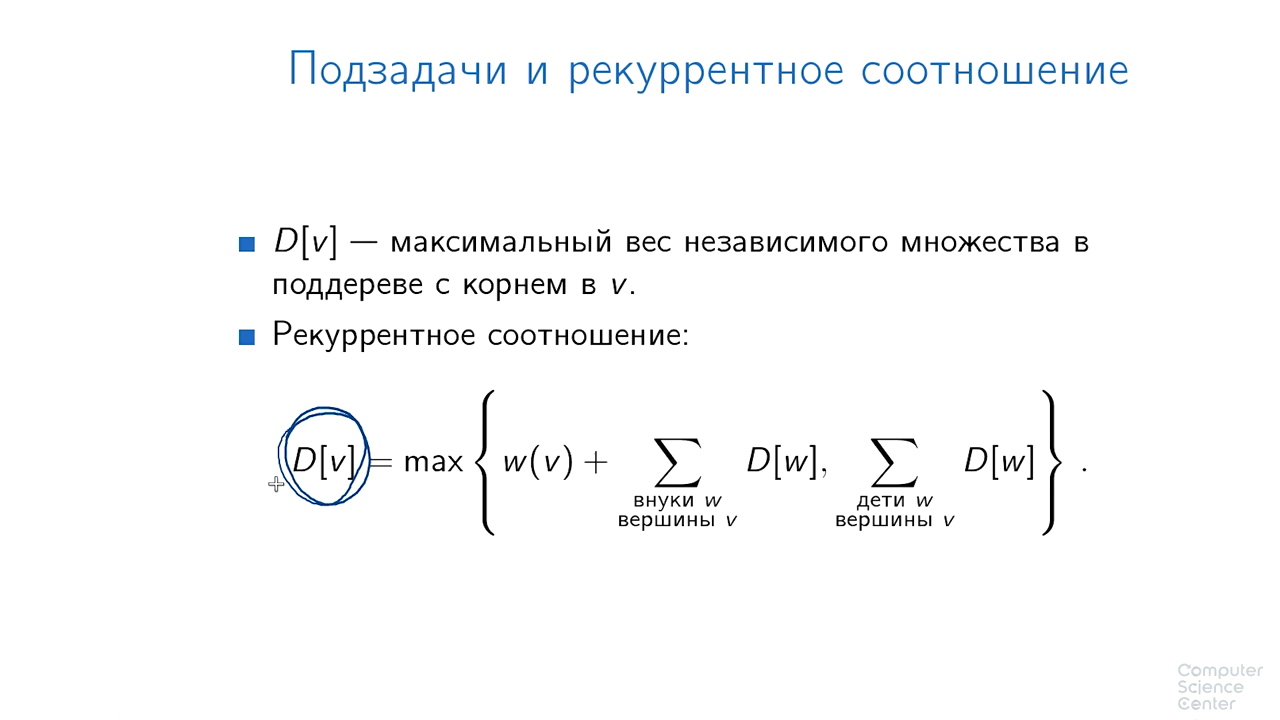 Подзадачи и рекуррентное соотношение
D[v] — максимальный вес независимого множества в
поддереве с корнем в v.
Рекуррентное соотношение:
D[v] = max { w(v) + ∑ D[w], ∑ D[w] } .
внуки w дети w
вершины v вершины v
Computer
Science
Center